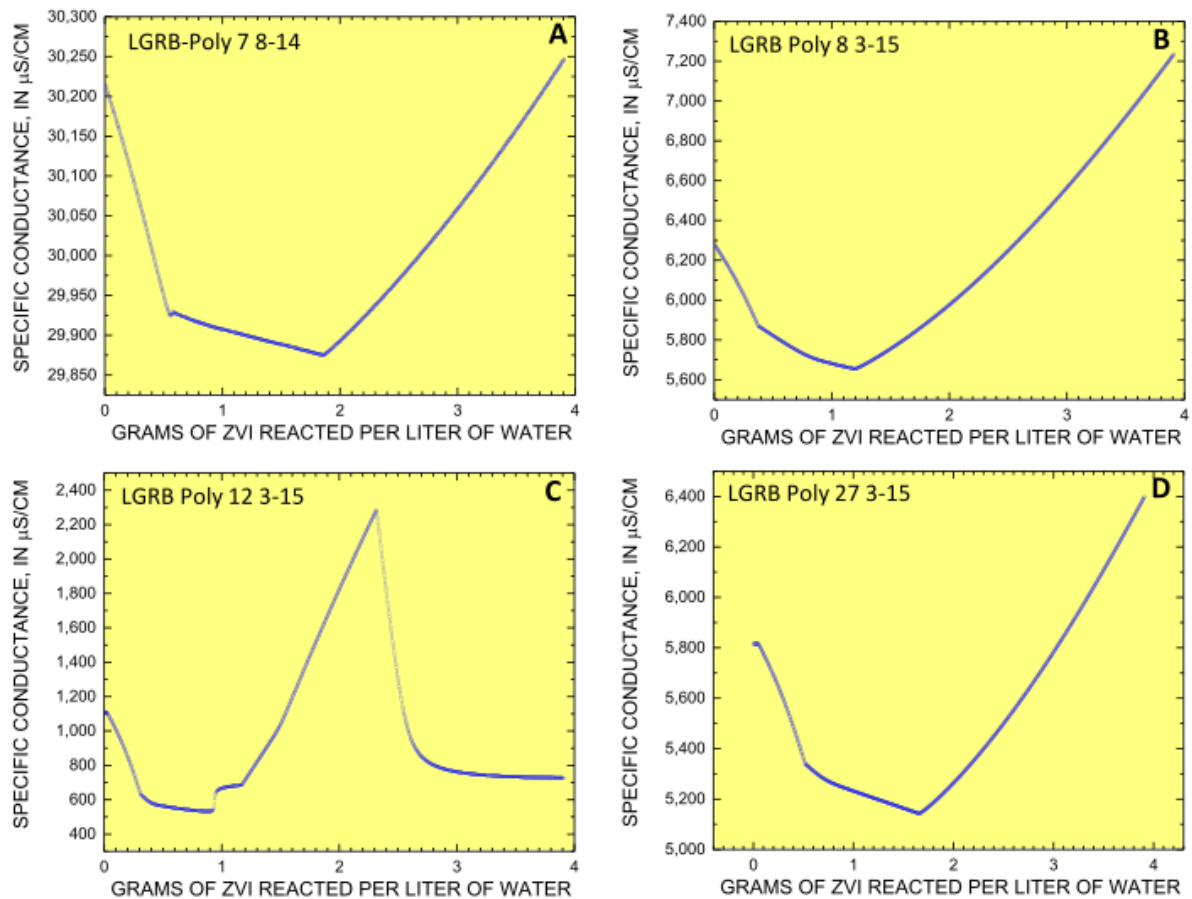 LGRB-Poly 7 8-14
A
SPECIFIC CONDUCTANCE, IN µS/CM
30,300
30,250
30,200
30,150
30,100
30,050
30,000
29,950
29,900
29,850
0 1 2 3 4
GRAMS OF ZVI REACTED PER LITER OF WATER
LGRB Poly 8 3-15
B
SPECIFIC CONDUCTANCE, IN µS/CM
7,400
7,200
7,000
6,800
6,600
6,400
6,200
6,000
5,800
5,600
0 1 2 3 4
GRAMS OF ZVI REACTED PER LITER OF WATER
LGRB Poly 12 3-15
C
SPECIFIC CONDUCTANCE, IN µS/CM
2,400
2,200
2,000
1,800
1,600
1,400
1,200
1,000
800
600
400
0 1 2 3 4
GRAMS OF ZVI REACTED PER LITER OF WATER
LGRB Poly 27 3-15
D
SPECIFIC CONDUCTANCE, IN µS/CM
6,400
6,200
6,000
5,800
5,600
5,400
5,200
5,000
0 1 2 3 4
GRAMS OF ZVI REACTED PER LITER OF WATER